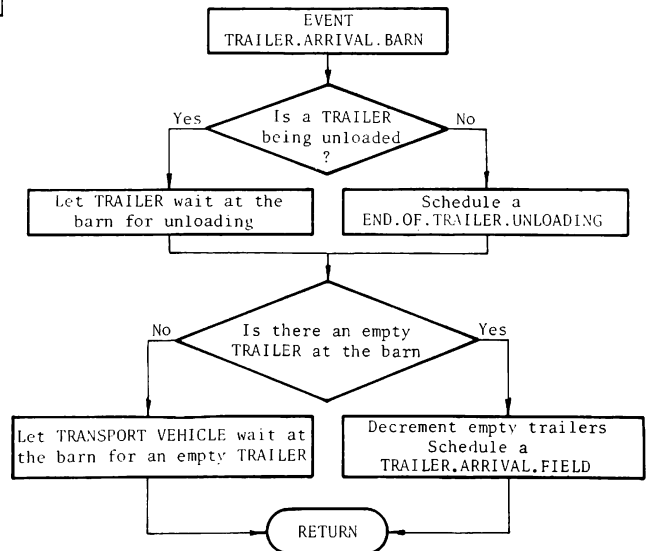 EVENT
TRAILER.ARRIVAL.BARN
Is a TRAILER
being unloaded
?
Yes
No
Let TRAILER wait at the
barn for unloading
Schedule a
END.OF.TRAILER.UNLOADING
Is there an empty
TRAILER at the barn
No
Yes
Let TRANSPORT VEHICLE wait at
the barn for an empty TRAILER
Decrement empty trailers
Schedule a
TRAILER.ARRIVAL.FIELD
RETURN